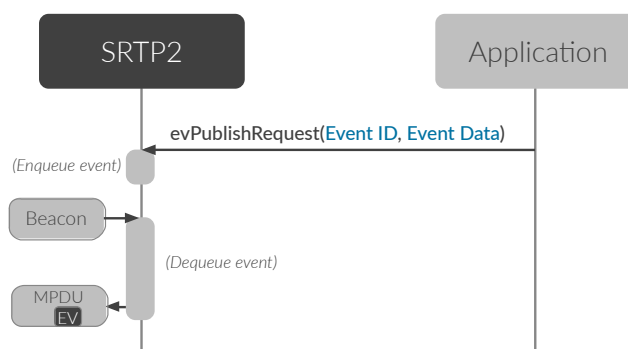 SRTP2
Application
evPublishRequest(Event ID, Event Data)
(Enqueue event)
Beacon
(Dequeue event)
MPDU
EV